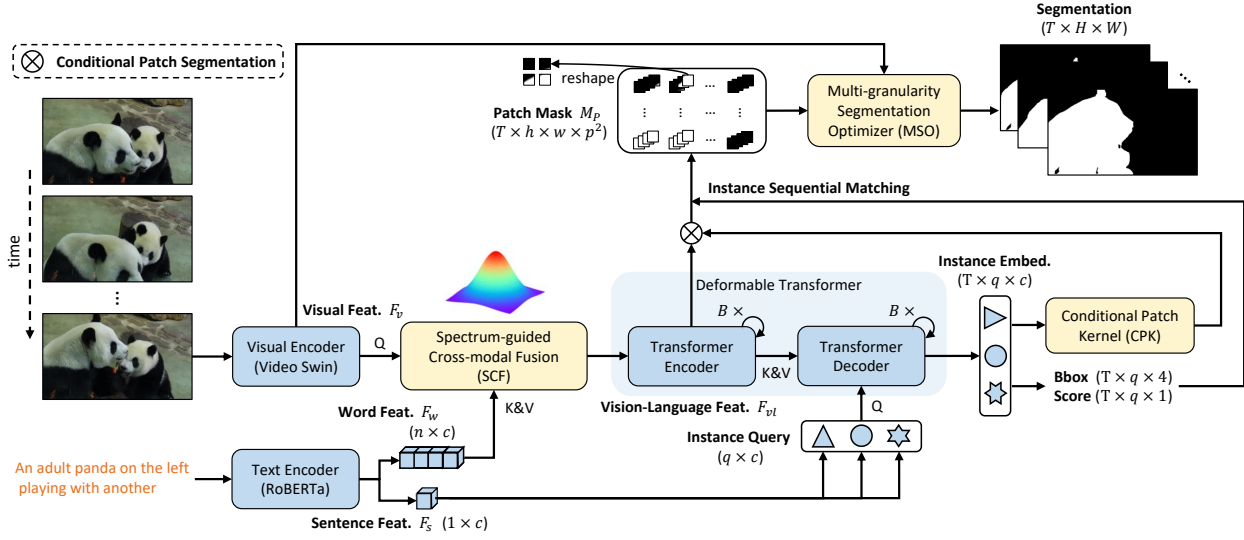 Conditional Patch Segmentation
time
⋮
An adult panda on the left
playing with another
Visual Encoder
(Video Swin)
Text Encoder
(RoBERTa)
Visual Feat. F_v
Q
Word Feat. F_w
(n × c)
K&V
Sentence Feat. F_s (1 × c)
Spectrum-guided
Cross-modal Fusion
(SCF)
reshape
Patch Mask M_P
(T × h × w × p²)
... 
⋮ ⋮ ... ⋮
...
Multi-granularity
Segmentation
Optimizer (MSO)
Segmentation
(T × H × W)
Instance Sequential Matching
Deformable Transformer
B ×
B ×
Transformer
Encoder
K&V
Transformer
Decoder
Vision-Language Feat. F_vl
Q
Instance Query
(q × c)
Instance Embed.
(T × q × c)
Conditional Patch
Kernel (CPK)
Bbox (T × q × 4)
Score (T × q × 1)